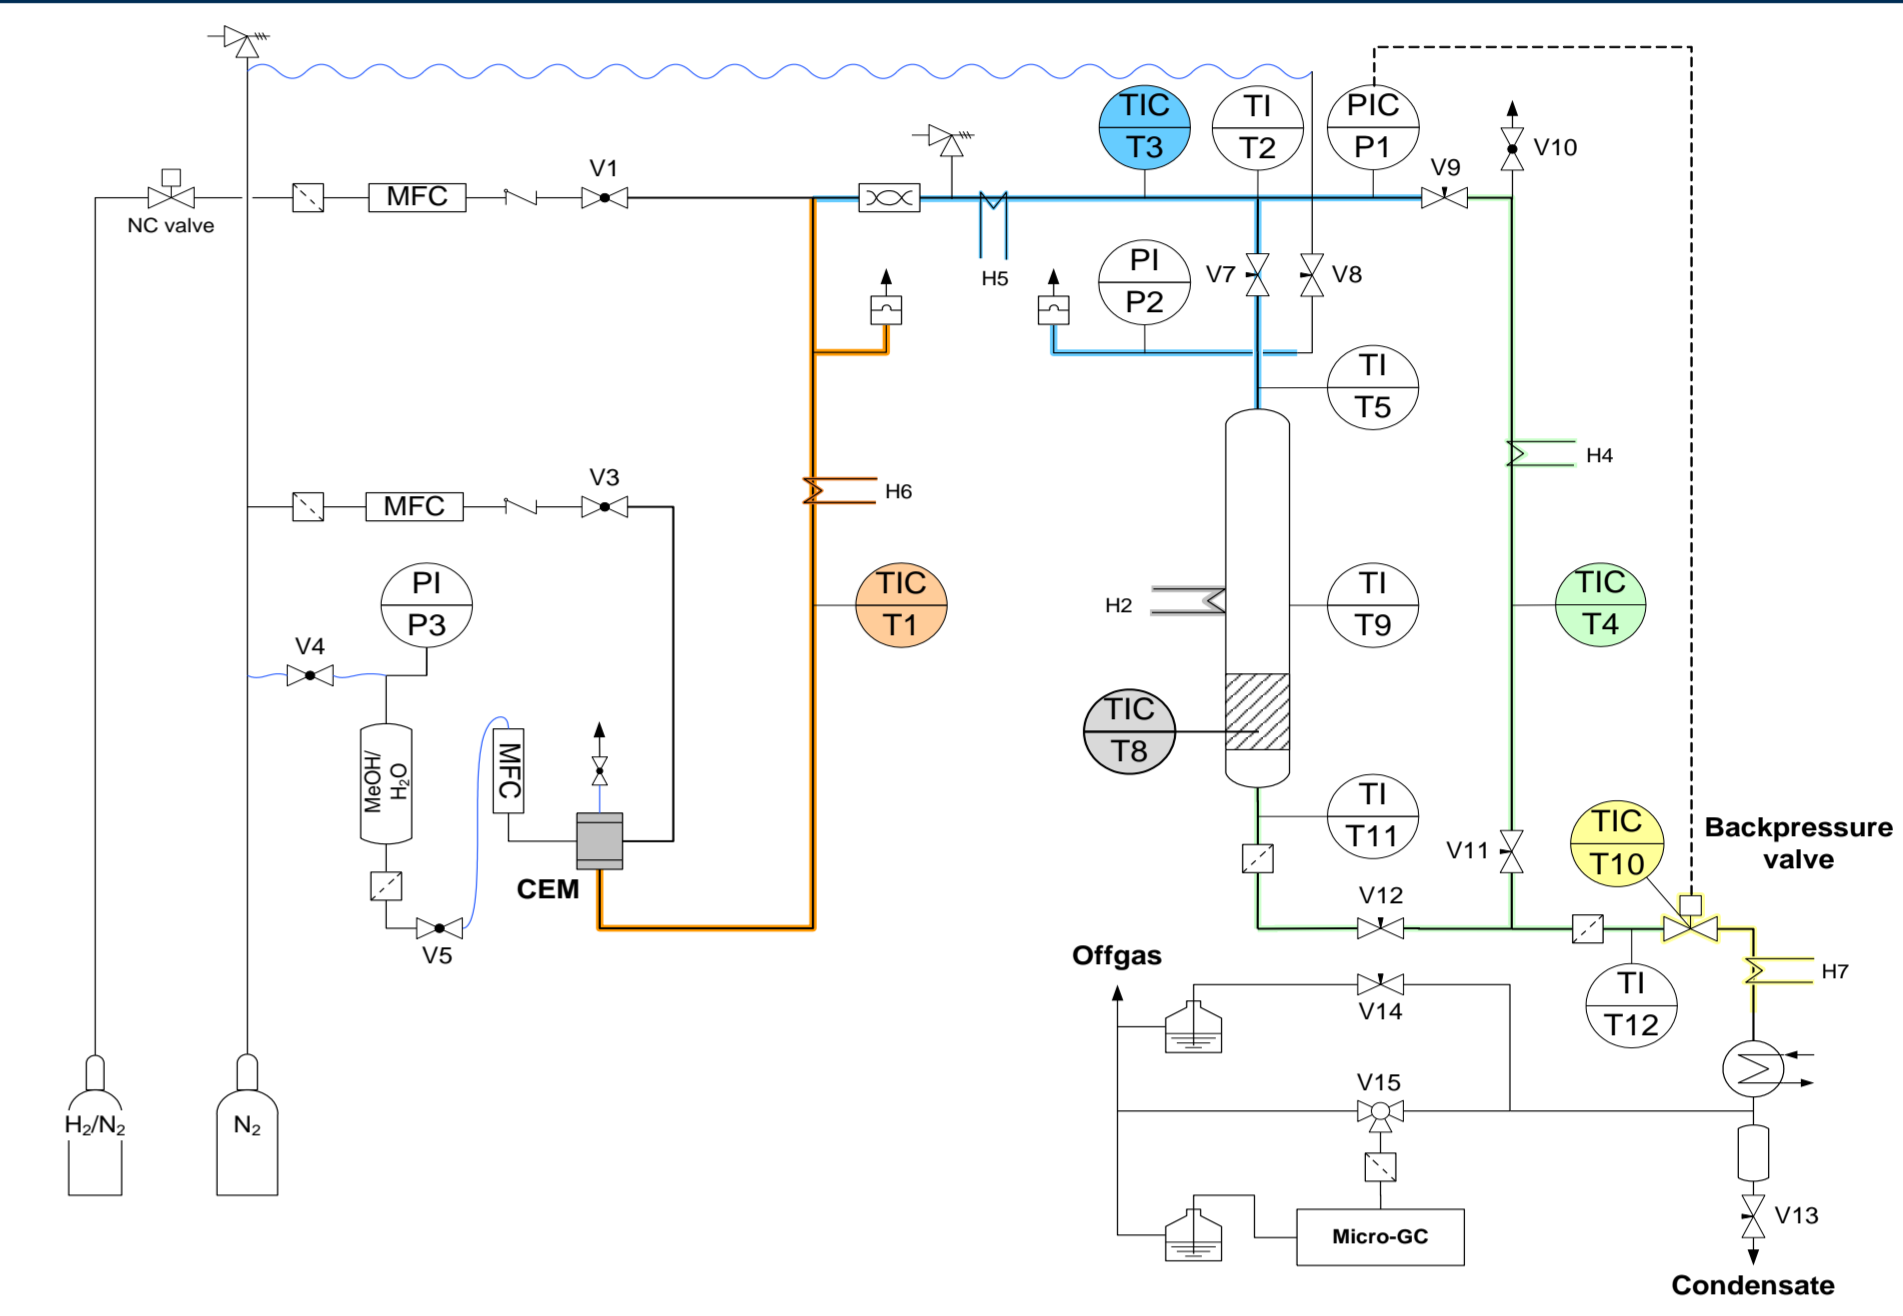 TIC
T3
TI
T2
PIC
P1
V10
V1
V9
MFC
NC valve
H5
PI
P2
V7
V8
TI
T5
H4
V3
MFC
H6
PI
P3
TIC
T1
H2
TI
T9
TIC
T4
V4
MeOH/
H₂O
MFC
TIC
T8
TI
T11
TIC
T10
Backpressure
valve
V11
CEM
V12
V5
Offgas
H7
TI
T12
V14
V15
H₂/N₂
N₂
Micro-GC
V13
Condensate